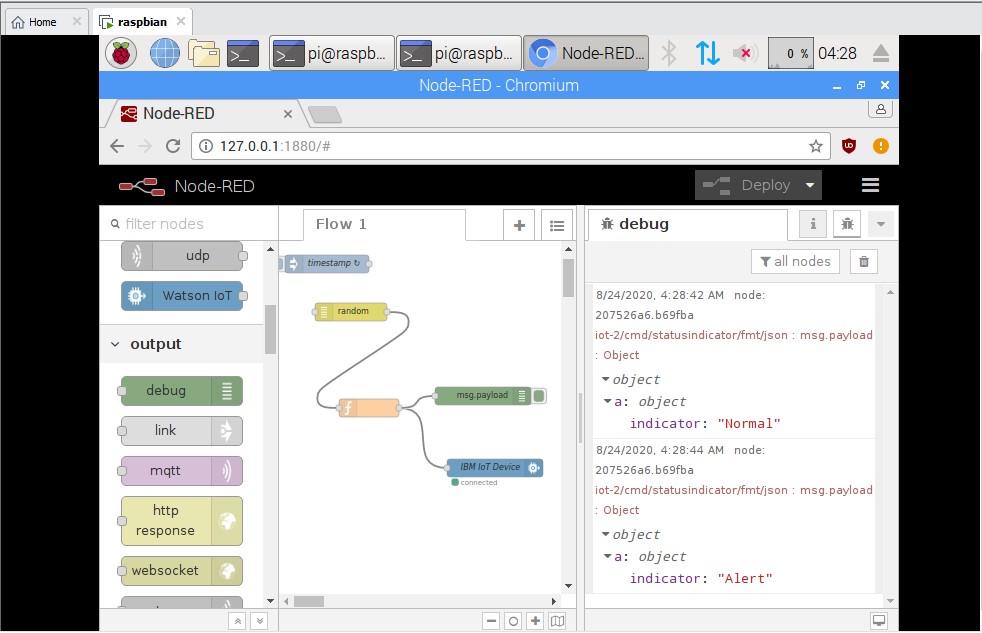 Home
raspbian
pi@raspb...
pi@raspb...
Node-RED...
0 %
04:28
Node-RED - Chromium
Node-RED
127.0.0.1:1880/#
Node-RED
Deploy
filter nodes
udp
Watson IoT
output
debug
link
mqtt
http
response
websocket
Flow 1
timestamp ↻
random
f
msg.payload
IBM IoT Device
connected
debug
i
all nodes
8/24/2020, 4:28:42 AM node:
207526a6.b69fba
iot-2/cmd/statusindicator/fmt/json : msg.payload
: Object
object
a: object
indicator: "Normal"
8/24/2020, 4:28:44 AM node:
207526a6.b69fba
iot-2/cmd/statusindicator/fmt/json : msg.payload
: Object
object
a: object
indicator: "Alert"